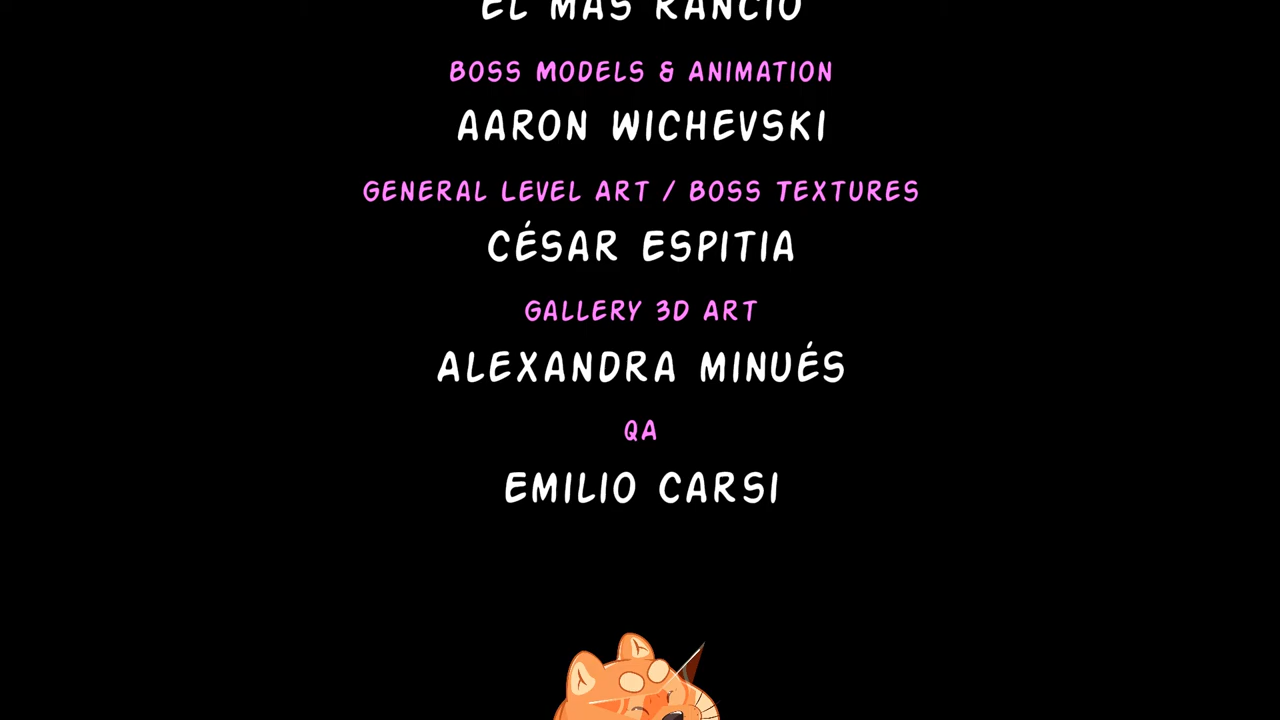 EL MÁS RANCIO
BOSS MODELS & ANIMATION
AARON WICHEVSKI
GENERAL LEVEL ART / BOSS TEXTURES
CÉSAR ESPITIA
GALLERY 3D ART
ALEXANDRA MINUÉS
QA
EMILIO CARSI